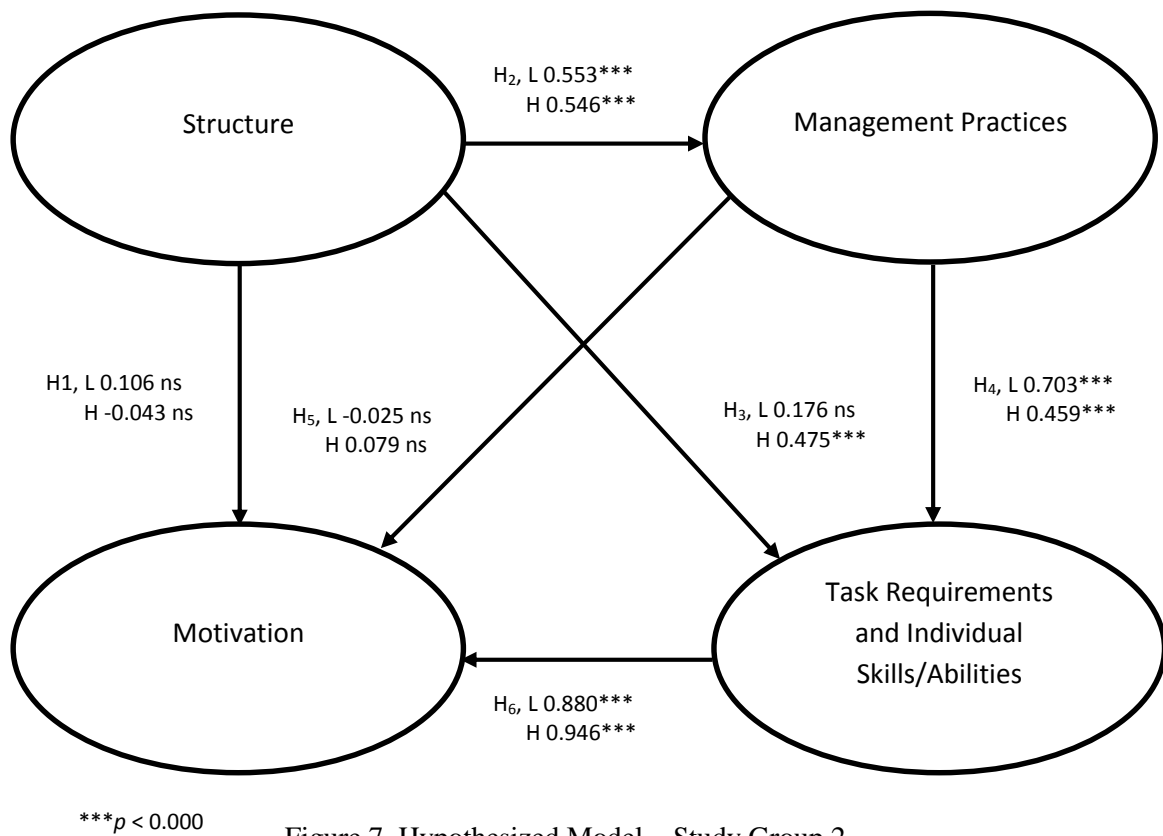 H₂, L 0.553***
H 0.546***
Structure
Management Practices
H1, L 0.106 ns
H -0.043 ns
H₅, L -0.025 ns
H 0.079 ns
H₃, L 0.176 ns
H 0.475***
H₄, L 0.703***
H 0.459***
Motivation
Task Requirements
and Individual
Skills/Abilities
H₆, L 0.880***
H 0.946***
***p < 0.000
Figure 7. Hypothesized Model – Study Group 2